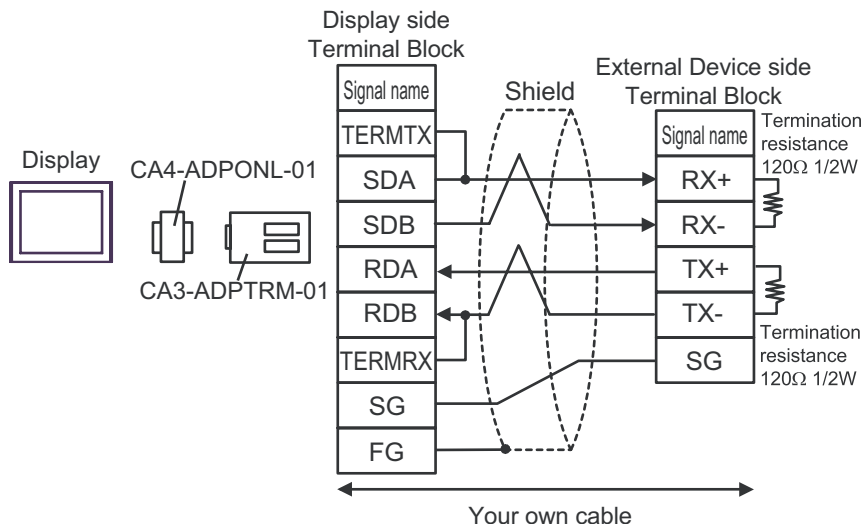 Display side
Terminal Block
Signal name
TERMTX
SDA
SDB
RDA
RDB
TERMRX
SG
FG
Shield
External Device side
Terminal Block
Signal name
RX+
RX-
TX+
TX-
SG
Termination
resistance
120Ω 1/2W
Termination
resistance
120Ω 1/2W
Display
CA4-ADPONL-01
CA3-ADPTRM-01
Your own cable